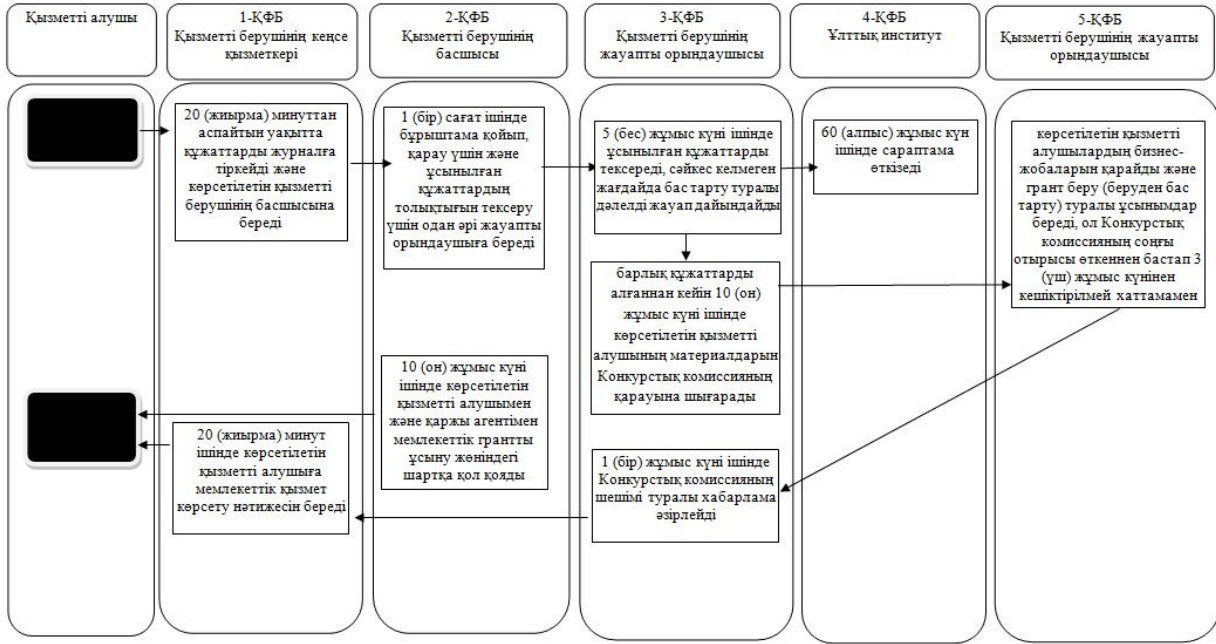 Қызметті алушы
1-ҚФБ
Қызметті берушінің кеңсе
қызметкері
2-ҚФБ
Қызметті берушінің
басшысы
3-ҚФБ
Қызметті берушінің
жауапты орындаушысы
4-ҚФБ
Ұлттық институт
5-ҚФБ
Қызметті берушінің жауапты
орындаушысы
20 (жиырма) минуттан
аспайтын уақытта
құжаттарды журналға
тіркейді және
көрсетілетін қызметті
берушінің басшысына
береді
1 (бір) сағат ішінде
бұрыштама қойып,
қарау үшін және
ұсынылған
құжаттардың
толықтығын тексеру
үшін одан әрі жауапты
орындаушыға береді
5 (бес) жұмыс күні ішінде
ұсынылған құжаттарды
тексереді, сәйкес келмеген
жағдайда бас тарту туралы
дәлелді жауап дайындайды
60 (алпыс) жұмыс күн
ішінде сараптама
өткізеді
көрсетілетін қызметті
алушылардың бизнес-
жобаларын қарайды және
грант беру (беруден бас
тарту) туралы ұсынымдар
береді, ол Конкурстық
комиссияның соңғы
отырысы өткеннен бастап 3
(үш) жұмыс күнінен
кешіктірілмей хаттамамен
барлық құжаттарды
алғаннан кейін 10 (он)
жұмыс күні ішінде
көрсетілетін қызметті
алушының материалдарын
Конкурстық комиссияның
қарауына шығарады
10 (он) жұмыс күні
ішінде көрсетілетін
қызметті алушымен
және қаржы агентімен
мемлекеттік грантты
ұсыну жөніндегі
шартқа қол қояды
20 (жиырма) минут
ішінде көрсетілетін
қызметті алушыға
мемлекеттік қызмет
көрсету нәтижесін береді
1 (бір) жұмыс күні ішінде
Конкурстық комиссияның
шешімі туралы хабарлама
әзірлейді